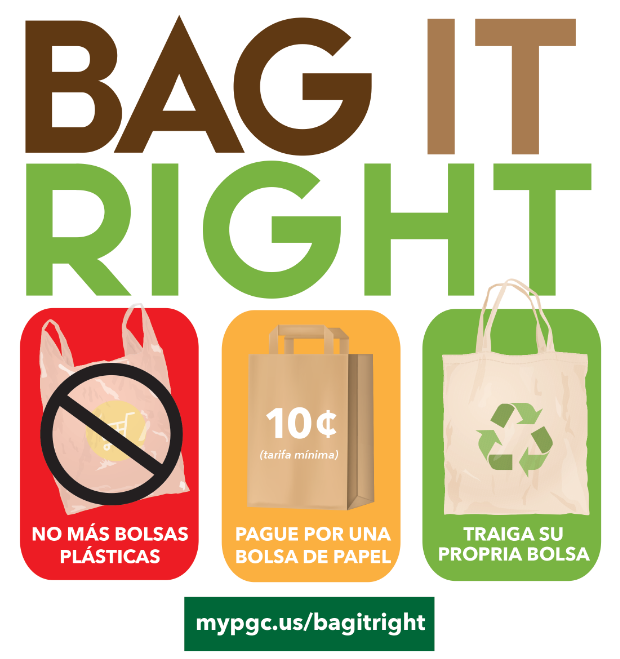 BAG IT
RIGHT
10¢
(tarifa mínima)
NO MÁS BOLSAS
PLÁSTICAS
PAGUE POR UNA
BOLSA DE PAPEL
TRAIGA SU
PROPRIA BOLSA
mypgc.us/bagitright